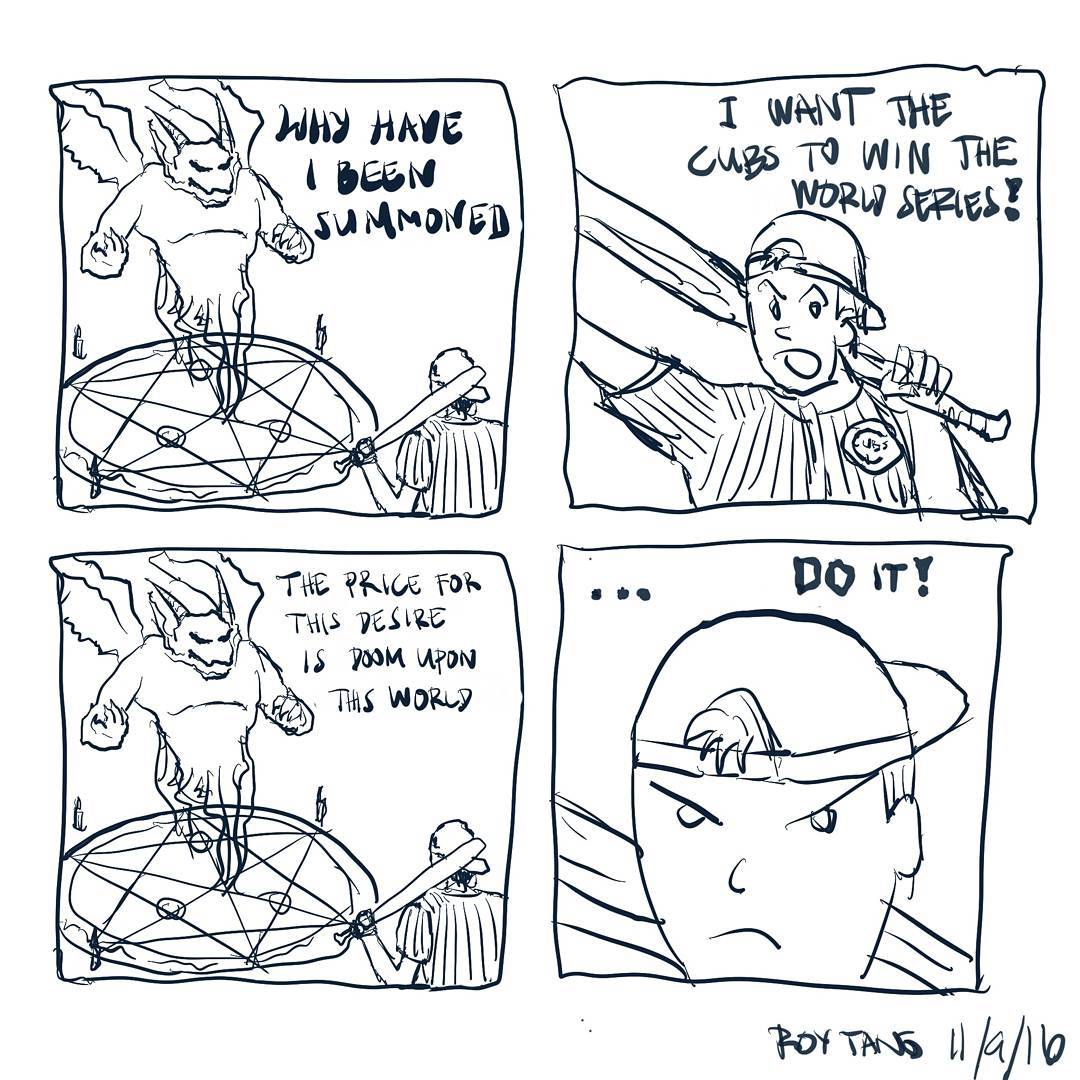 WHY HAVE
I BEEN
SUMMONED
I WANT THE
CUBS TO WIN THE
WORLD SERIES!
CUBS
THE PRICE FOR
THIS DESIRE
IS DOOM UPON
THIS WORLD
... DO IT!
ROY TANG 11/9/16